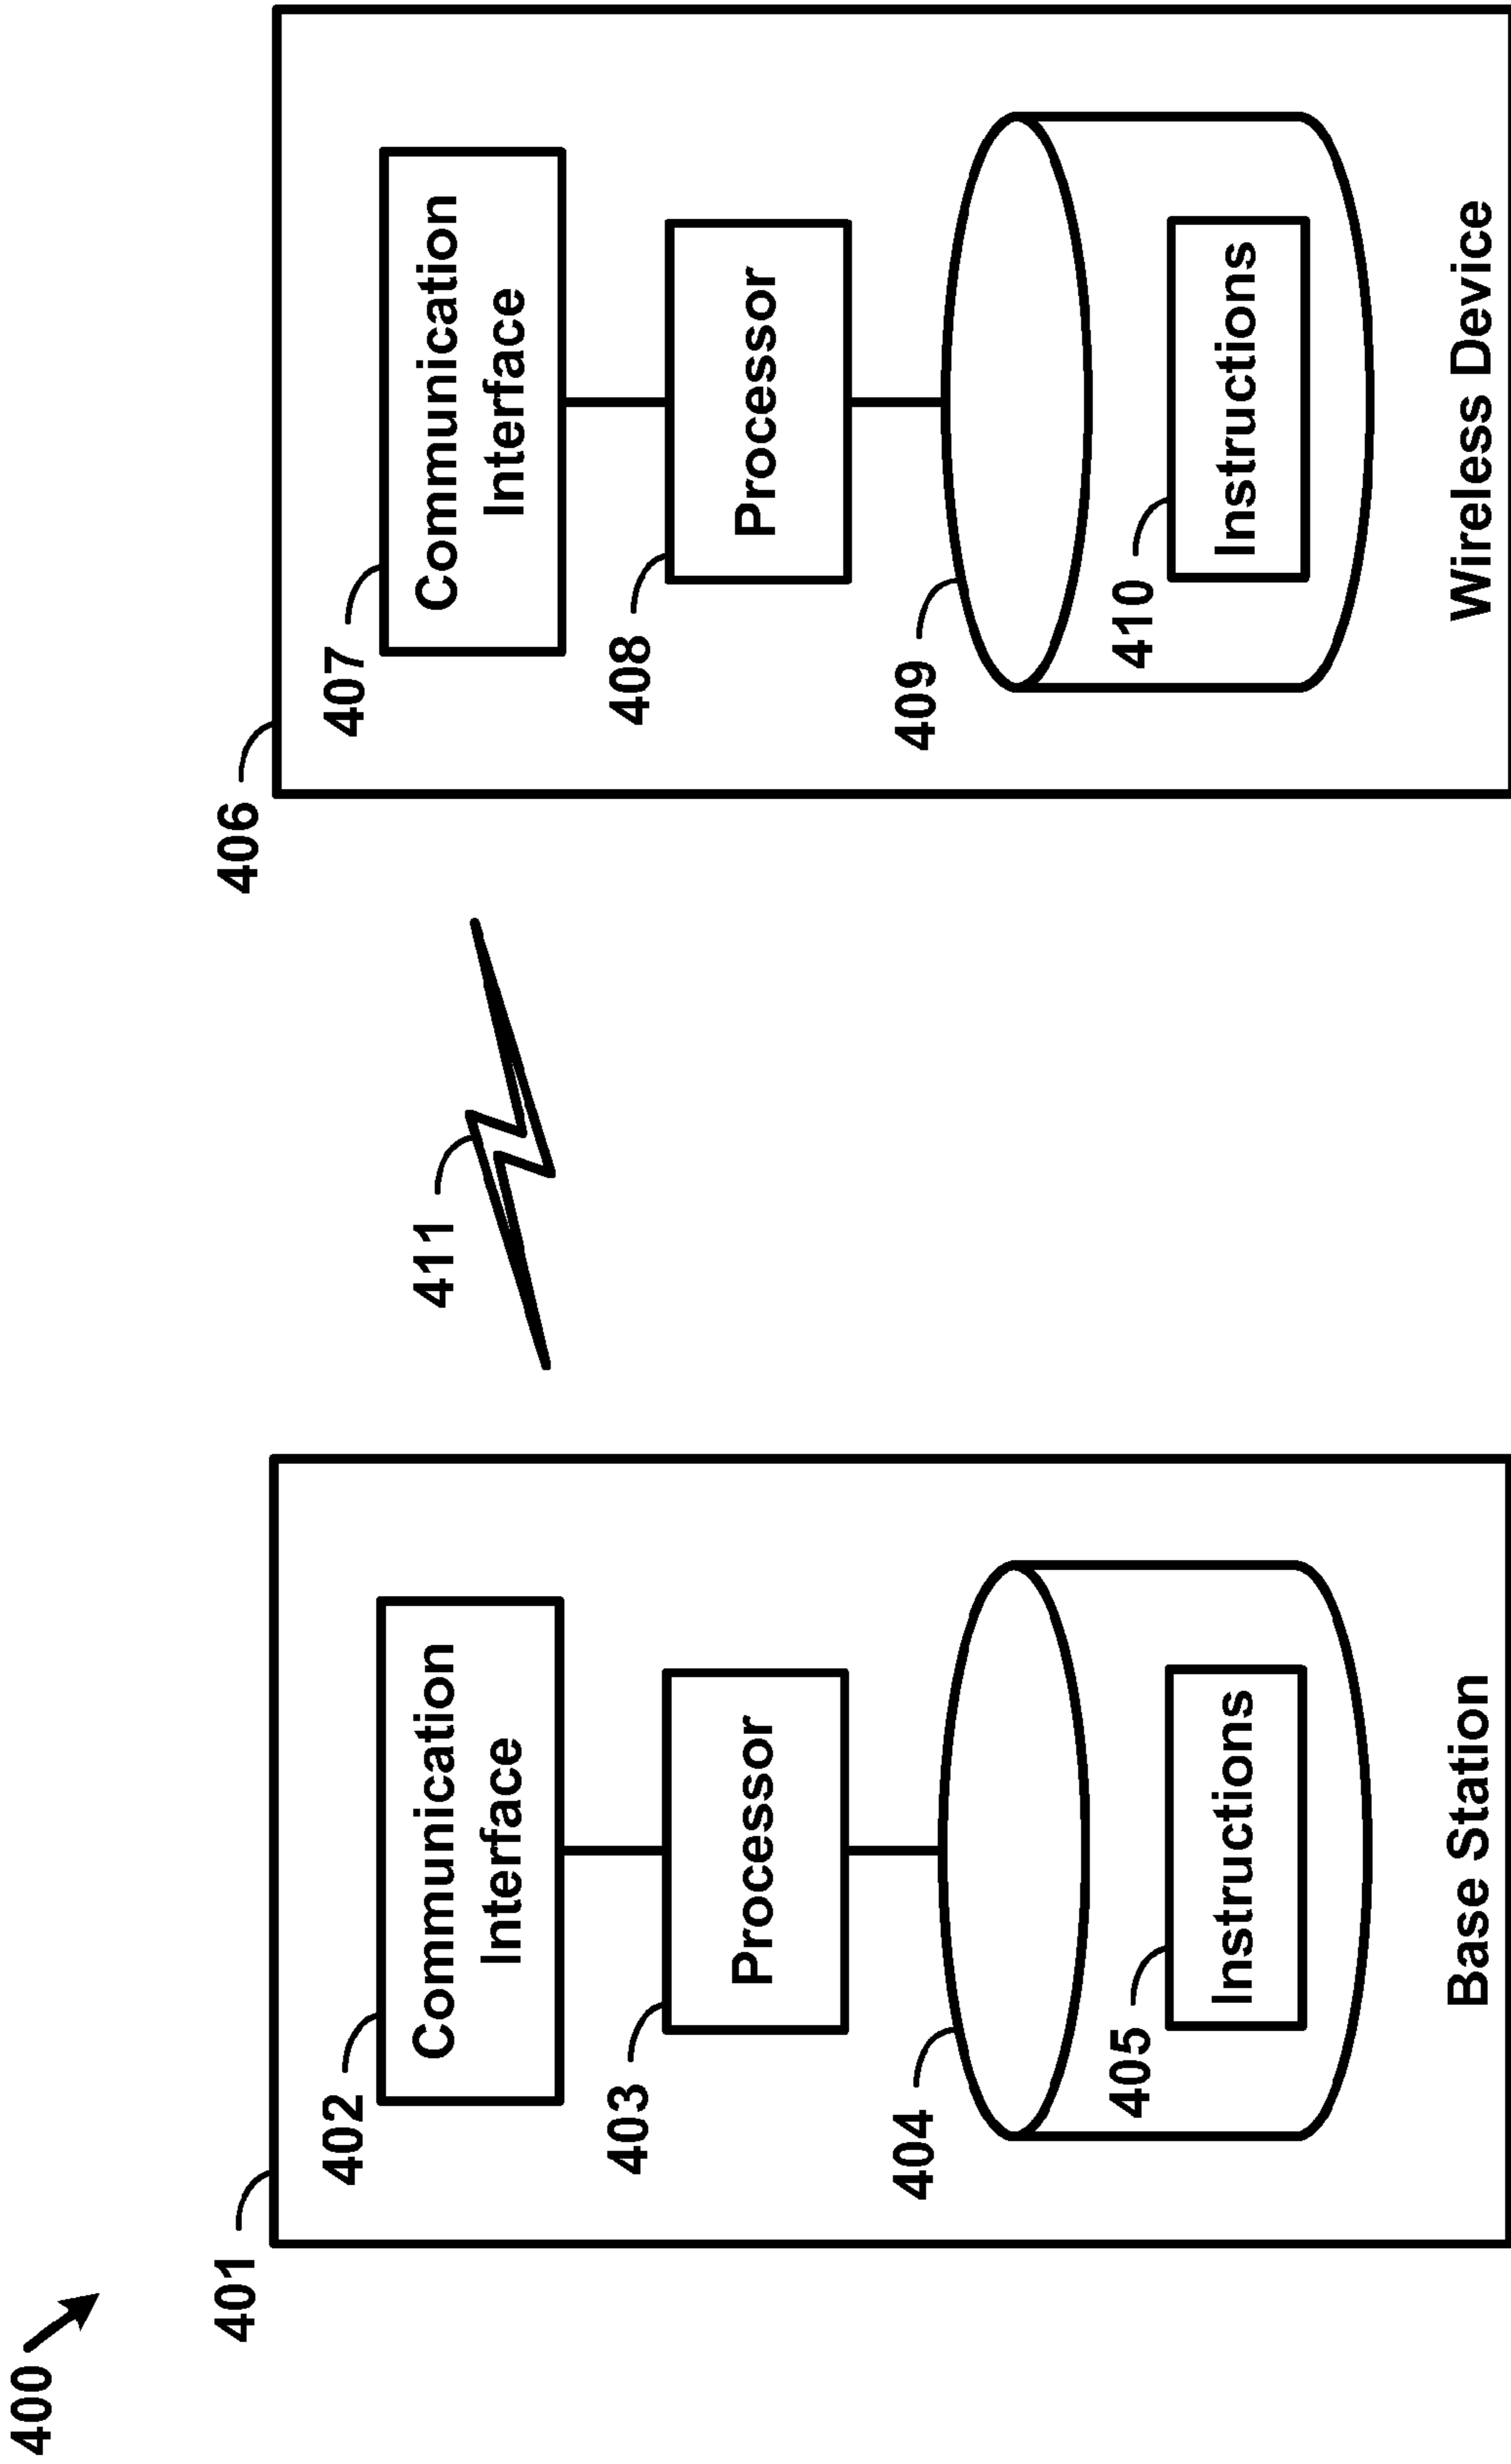 400
401
402
Communication
Interface
403
Processor
404
405
Instructions
Base Station
411
406
407
Communication
Interface
408
Processor
409
410
Instructions
Wireless Device